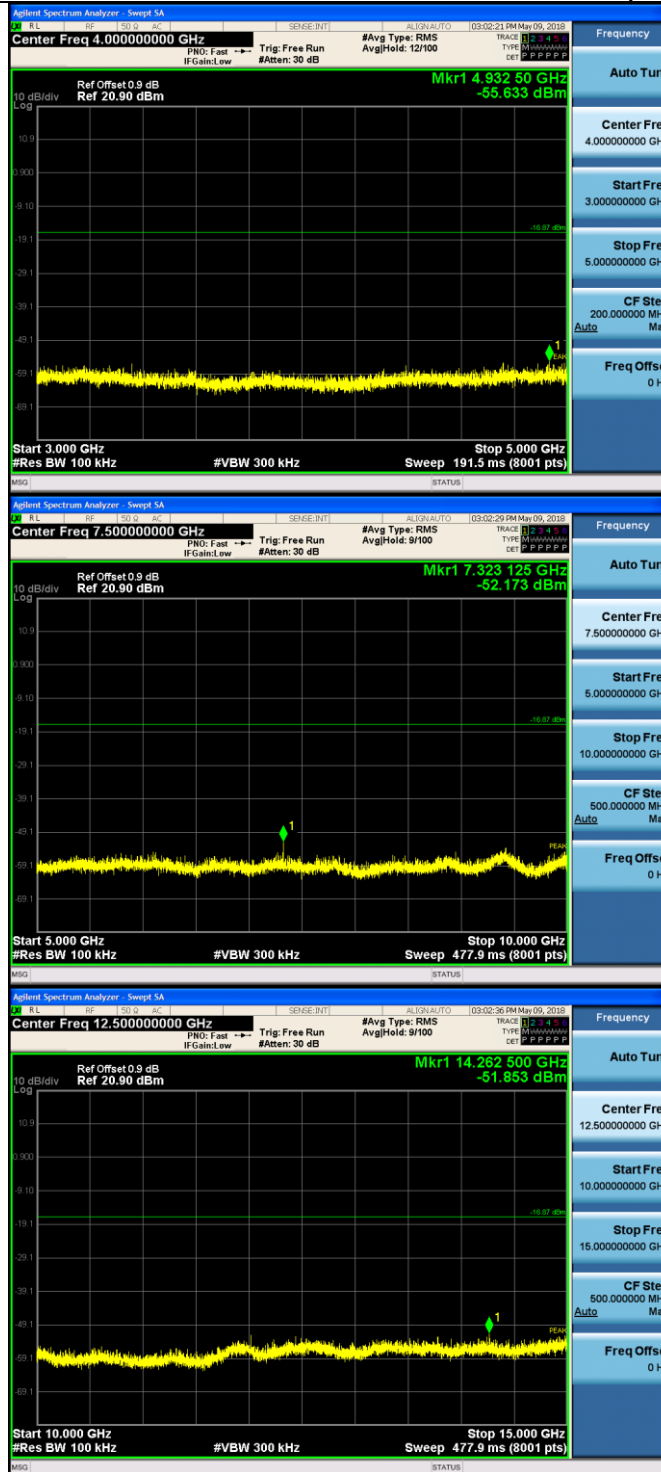 Agilent Spectrum Analyzer - Swept SA
RL RF 50 Ω AC SENSE:INT ALIGNAUTO 03:02:21 PM May 09, 2018
Center Freq 4.000000000 GHz #Avg Type: RMS TRACE 1 2 3 4 5 6
PNO: Fast Trig: Free Run Avg|Hold: 12/100 TYPE M
IFGain:Low #Atten: 30 dB DET P P P P P P
Frequency
Mkr1 4.932 50 GHz
Ref Offset 0.9 dB
10 dB/div Ref 20.90 dBm -55.633 dBm
Log
Auto Tun
10.9
0.900
-9.10
-16.87 dBm
-19.1
-29.1
-39.1
-49.1
1
PEAK
-59.1
-69.1
Center Fre
4.000000000 GH
Start Fre
3.000000000 GH
Stop Fre
5.000000000 GH
CF Ste
200.000000 MH
Auto Ma
Freq Offse
0 H
Start 3.000 GHz Stop 5.000 GHz
#Res BW 100 kHz #VBW 300 kHz Sweep 191.5 ms (8001 pts)
MSG STATUS
Agilent Spectrum Analyzer - Swept SA
RL RF 50 Ω AC SENSE:INT ALIGNAUTO 03:02:29 PM May 09, 2018
Center Freq 7.500000000 GHz #Avg Type: RMS TRACE 1 2 3 4 5 6
PNO: Fast Trig: Free Run Avg|Hold: 9/100 TYPE M
IFGain:Low #Atten: 30 dB DET P P P P P P
Frequency
Mkr1 7.323 125 GHz
Ref Offset 0.9 dB
10 dB/div Ref 20.90 dBm -52.173 dBm
Log
Auto Tun
10.9
0.900
-9.10
-16.87 dBm
-19.1
-29.1
-39.1
-49.1
1
PEAK
-59.1
-69.1
Center Fre
7.500000000 GH
Start Fre
5.000000000 GH
Stop Fre
10.000000000 GH
CF Ste
500.000000 MH
Auto Ma
Freq Offse
0 H
Start 5.000 GHz Stop 10.000 GHz
#Res BW 100 kHz #VBW 300 kHz Sweep 477.9 ms (8001 pts)
MSG STATUS
Agilent Spectrum Analyzer - Swept SA
RL RF 50 Ω AC SENSE:INT ALIGNAUTO 03:02:36 PM May 09, 2018
Center Freq 12.500000000 GHz #Avg Type: RMS TRACE 1 2 3 4 5 6
PNO: Fast Trig: Free Run Avg|Hold: 9/100 TYPE M
IFGain:Low #Atten: 30 dB DET P P P P P P
Frequency
Mkr1 14.262 500 GHz
Ref Offset 0.9 dB
10 dB/div Ref 20.90 dBm -51.853 dBm
Log
Auto Tun
10.9
0.900
-9.10
-16.87 dBm
-19.1
-29.1
-39.1
-49.1
1
PEAK
-59.1
-69.1
Center Fre
12.500000000 GH
Start Fre
10.000000000 GH
Stop Fre
15.000000000 GH
CF Ste
500.000000 MH
Auto Ma
Freq Offse
0 H
Start 10.000 GHz Stop 15.000 GHz
#Res BW 100 kHz #VBW 300 kHz Sweep 477.9 ms (8001 pts)
MSG STATUS